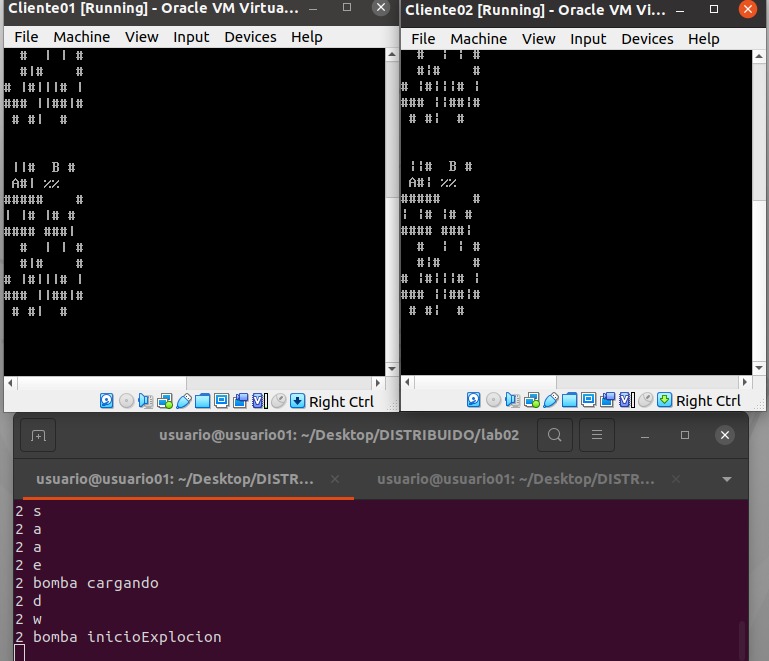 Cliente01 [Running] - Oracle VM Virtua...
File Machine View Input Devices Help
  #  | | #
  #|#    #
# |#|||# |
### ||##|#
 # #|  #
 ||#  B #
 A#| %%
#####    #
| |# |# #
#### ###|
  #  | | #
  #|#    #
# |#|||# |
### ||##|#
 # #|  #
Right Ctrl
Cliente02 [Running] - Oracle VM Vi...
File Machine View Input Devices Help
  #  ¦ ¦ #
  #¦#    #
# ¦#¦¦¦# ¦
### ¦¦##¦#
 # #¦  #
 ¦¦#  B #
 A#¦ %%
#####    #
¦ ¦# ¦# #
#### ###¦
  #  ¦ ¦ #
  #¦#    #
# ¦#¦¦¦# ¦
### ¦¦##¦#
 # #¦  #
Right Ctrl
usuario@usuario01: ~/Desktop/DISTRIBUIDO/lab02
usuario@usuario01: ~/Desktop/DISTR...
usuario@usuario01: ~/Desktop/DISTR...
2 s
2 a
2 a
2 e
2 bomba cargando
2 d
2 w
2 bomba inicioExplocion